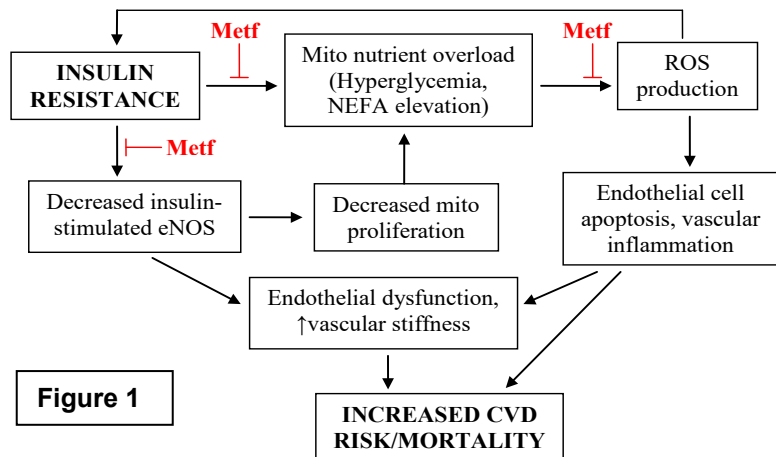 Metf
Metf
INSULIN
RESISTANCE
Mito nutrient overload
(Hyperglycemia,
NEFA elevation)
ROS
production
Metf
Decreased insulin-
stimulated eNOS
Decreased mito
proliferation
Endothelial cell
apoptosis, vascular
inflammation
Endothelial dysfunction,
↑vascular stiffness
Figure 1
INCREASED CVD
RISK/MORTALITY